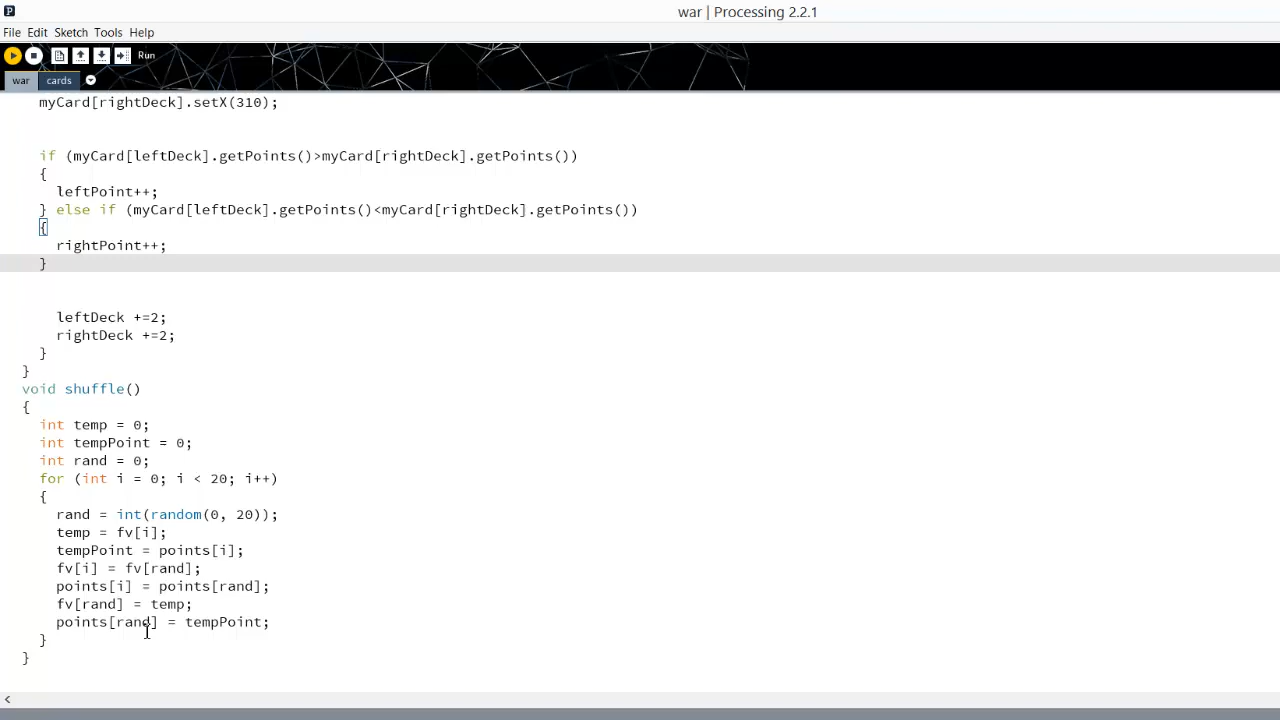 war | Processing 2.2.1
File Edit Sketch Tools Help
Run
war cards
myCard[rightDeck].setX(310);
if (myCard[leftDeck].getPoints()>myCard[rightDeck].getPoints())
{
leftPoint++;
} else if (myCard[leftDeck].getPoints()<myCard[rightDeck].getPoints())
{
rightPoint++;
}
leftDeck +=2;
rightDeck +=2;
}
}
void shuffle()
{
int temp = 0;
int tempPoint = 0;
int rand = 0;
for (int i = 0; i < 20; i++)
{
rand = int(random(0, 20));
temp = fv[i];
tempPoint = points[i];
fv[i] = fv[rand];
points[i] = points[rand];
fv[rand] = temp;
points[rand] = tempPoint;
}
}